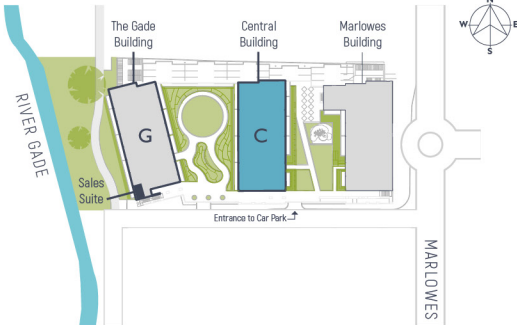 The Gade
Building
Central
Building
Marlowes
Building
N
W
E
S
RIVER GADE
G
C
Sales
Suite
Entrance to Car Park
MARLOWES